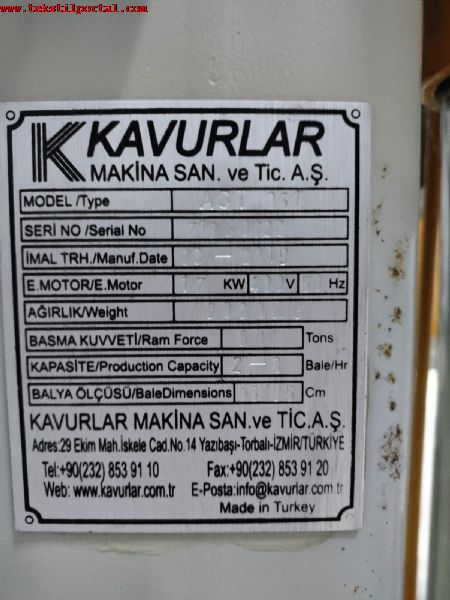 www.tekstilportal.com
KAVURLAR
MAKİNA SAN. ve Tic. A.Ş.
MODEL /Type
SERİ NO /Serial No
İMAL TRH./Manuf.Date
E.MOTOR/E.Motor KW V Hz
AĞIRLIK/Weight
BASMA KUVVETİ/Ram Force Tons
KAPASİTE/Production Capacity Bale/Hr
BALYA ÖLÇÜSÜ/BaleDimensions Cm
KAVURLAR MAKİNA SAN.ve TİC.A.Ş.
Adres:29 Ekim Mah.İskele Cad.No.14 Yazıbaşı-Torbalı-İZMİR/TÜRKİYE
Tel:+90(232) 853 91 10 Fax:+90(232) 853 91 20
Web: www.kavurlar.com.tr E-Posta:info@kavurlar.com.tr
Made in Turkey